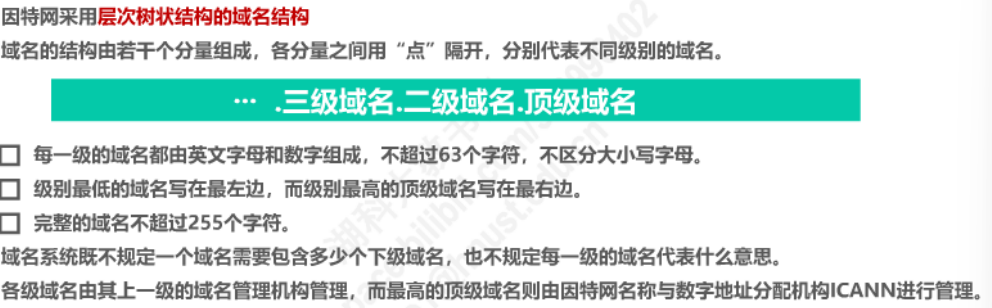 因特网采用层次树状结构的域名结构
域名的结构由若干个分量组成，各分量之间用“点”隔开，分别代表不同级别的域名。
… .三级域名.二级域名.顶级域名
每一级的域名都由英文字母和数字组成，不超过63个字符，不区分大小写字母。
级别最低的域名写在最左边，而级别最高的顶级域名写在最右边。
完整的域名不超过255个字符。
域名系统既不规定一个域名需要包含多少个下级域名，也不规定每一级的域名代表什么意思。
各级域名由其上一级的域名管理机构管理，而最高的顶级域名则由因特网名称与数字地址分配机构ICANN进行管理。